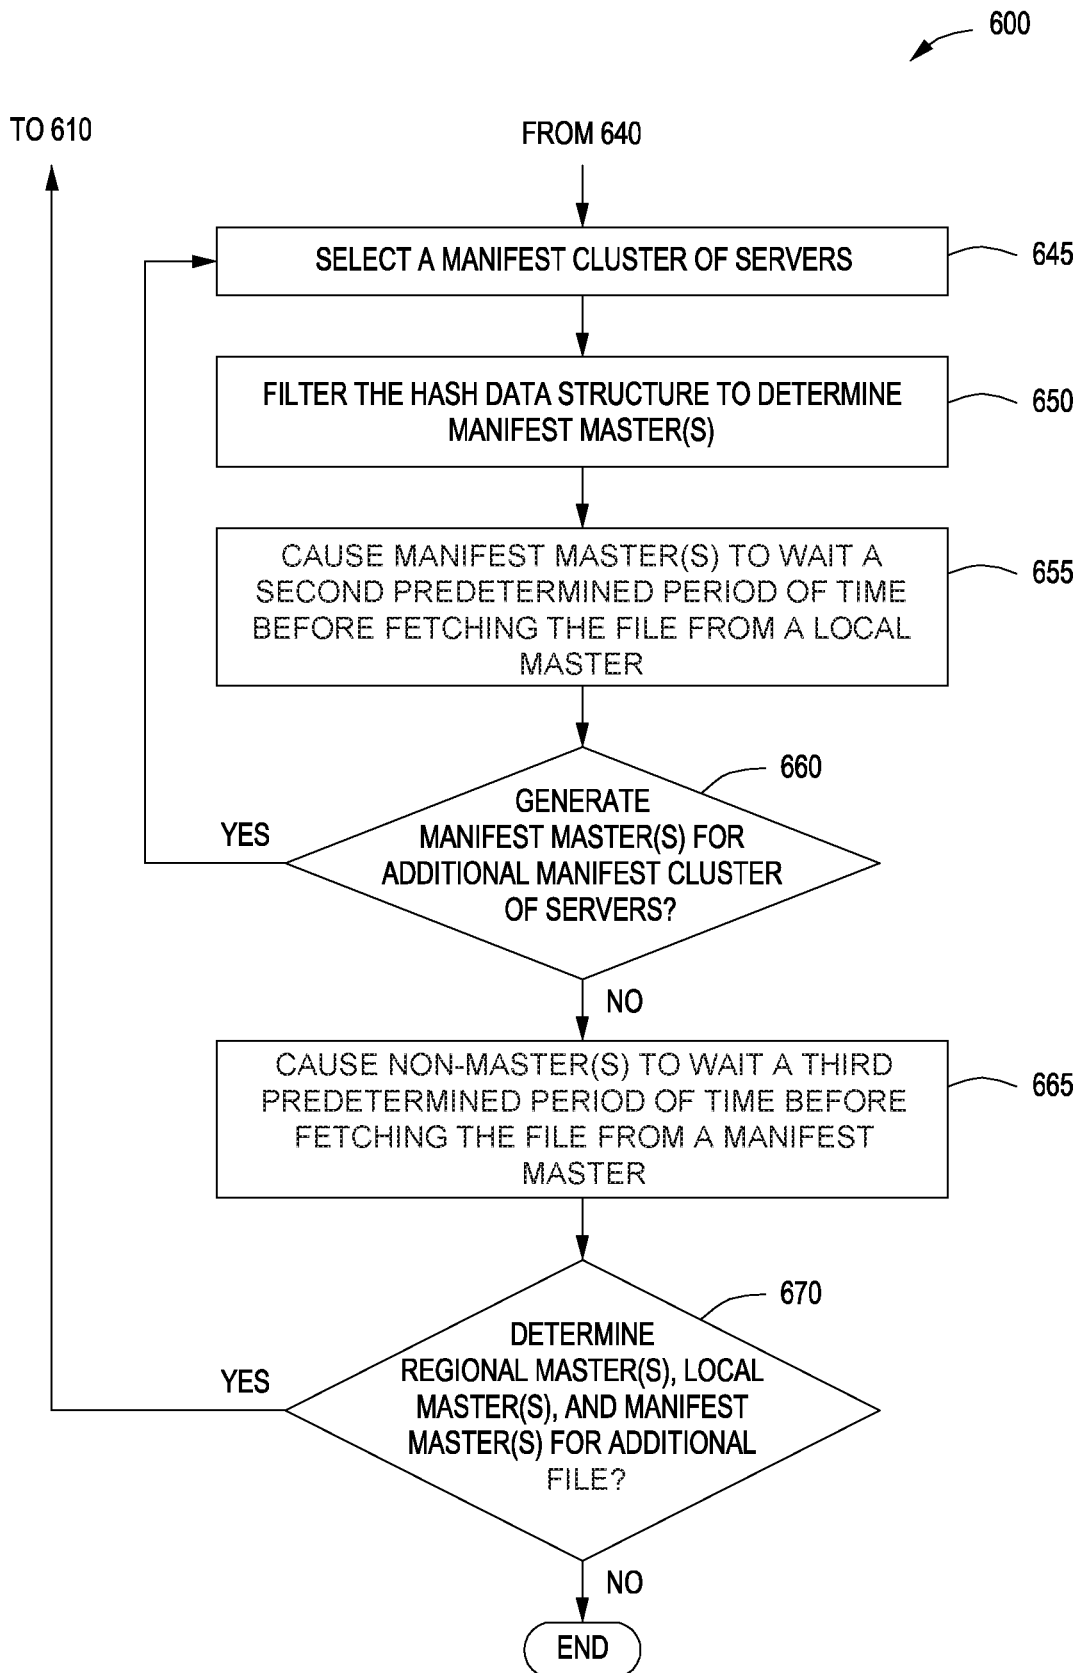 600
TO 610
FROM 640
SELECT A MANIFEST CLUSTER OF SERVERS
645
FILTER THE HASH DATA STRUCTURE TO DETERMINE
MANIFEST MASTER(S)
650
CAUSE MANIFEST MASTER(S) TO WAIT A
SECOND PREDETERMINED PERIOD OF TIME
BEFORE FETCHING THE FILE FROM A LOCAL
MASTER
655
660
GENERATE
MANIFEST MASTER(S) FOR
ADDITIONAL MANIFEST CLUSTER
OF SERVERS?
YES
NO
CAUSE NON-MASTER(S) TO WAIT A THIRD
PREDETERMINED PERIOD OF TIME BEFORE
FETCHING THE FILE FROM A MANIFEST
MASTER
665
670
DETERMINE
REGIONAL MASTER(S), LOCAL
MASTER(S), AND MANIFEST
MASTER(S) FOR ADDITIONAL
FILE?
YES
NO
END